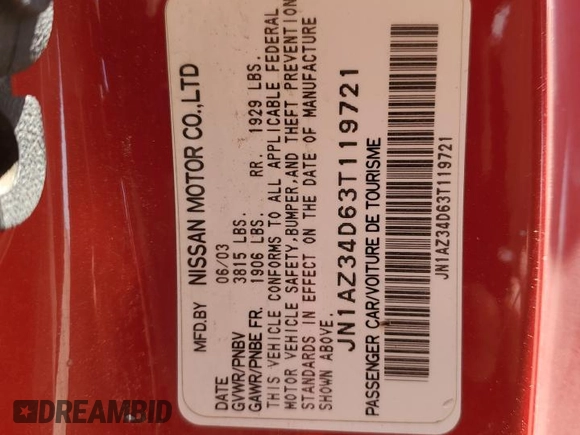 MFD.BY NISSAN MOTOR CO.,LTD
DATE 06/03
GVWR/PNBV 3815 LBS.
GAWR/PNBE FR. 1906 LBS. RR. 1929 LBS.
THIS VEHICLE CONFORMS TO ALL APPLICABLE FEDERAL
MOTOR VEHICLE SAFETY,BUMPER,AND THEFT PREVENTION
STANDARDS IN EFFECT ON THE DATE OF MANUFACTURE
SHOWN ABOVE.
JN1AZ34D63T119721
PASSENGER CAR/VOITURE DE TOURISME
JN1AZ34D63T119721
DREAMBID